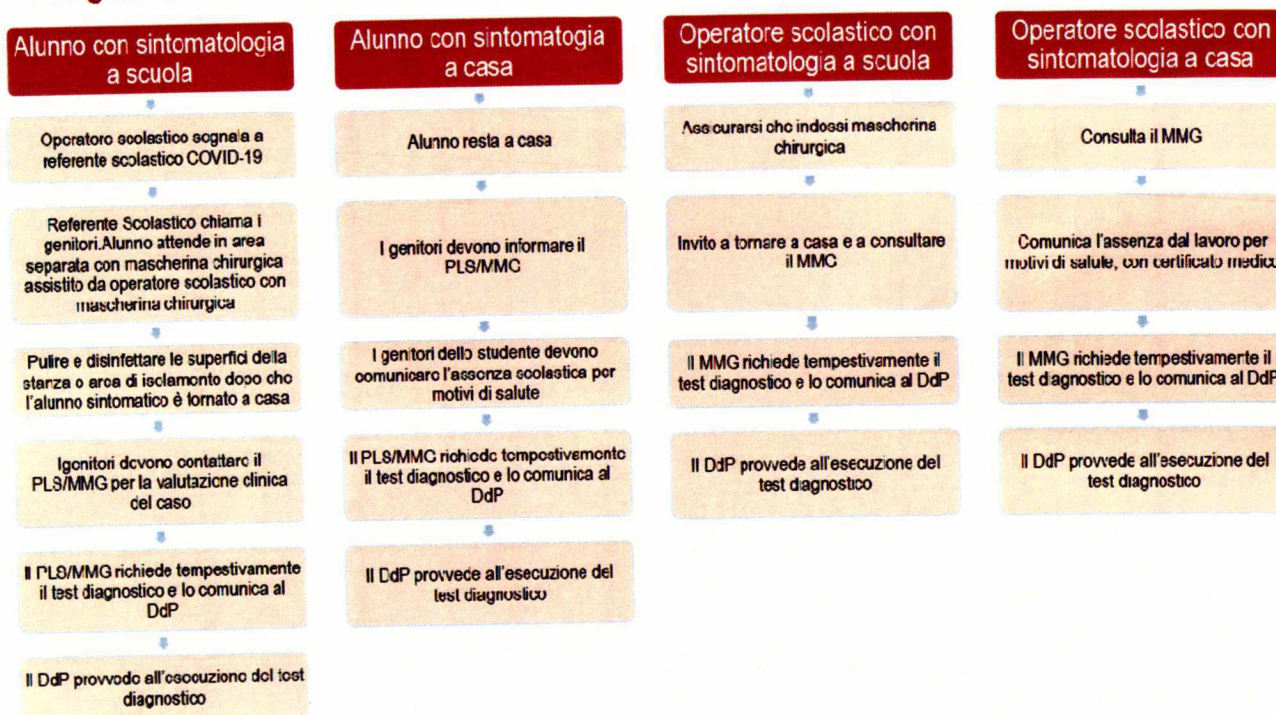 Alunno con sintomatologia
a scuola
Operatore scolastico segnala a
referente scolastico COVID-19
Referente Scolastico chiama i
genitori.Alunno attende in area
separata con mascherina chirurgica
assistito da operatore scolastico con
mascherina chirurgica
Pulire e disinfettare le superfici della
stanza o area di isolamento dopo che
l'alunno sintomatico è tornato a casa
Igenitori devono contattare il
PLS/MMG per la valutazione clinica
del caso
Il PLS/MMG richiede tempestivamente
il test diagnostico e lo comunica al
DdP
Il DdP provvede all'esecuzione del test
diagnostico
Alunno con sintomatogia
a casa
Alunno resta a casa
I genitori devono informare il
PLS/MMG
I genitori dello studente devono
comunicare l'assenza scolastica per
motivi di salute
Il PLS/MMG richiede tempestivamente
il test diagnostico e lo comunica al
DdP
Il DdP provvede all'esecuzione del
test diagnostico
Operatore scolastico con
sintomatologia a scuola
Assicurarsi che indossi mascherina
chirurgica
Invito a tornare a casa e a consultare
il MMG
Il MMG richiede tempestivamente il
test diagnostico e lo comunica al DdP
Il DdP provvede all'esecuzione del
test diagnostico
Operatore scolastico con
sintomatologia a casa
Consulta il MMG
Comunica l'assenza dal lavoro per
motivi di salute, con certificato medico
Il MMG richiede tempestivamente il
test diagnostico e lo comunica al DdP
Il DdP provvede all'esecuzione del
test diagnostico